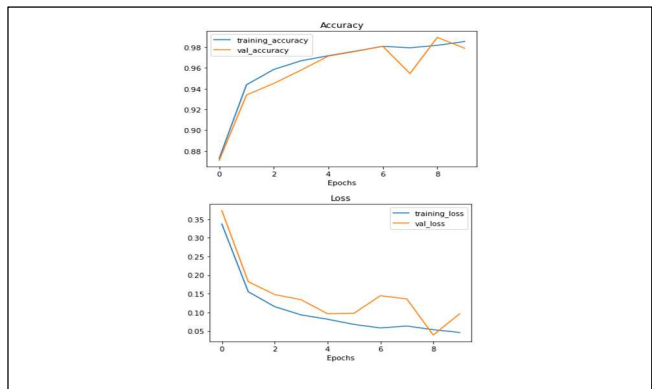 Accuracy
training_accuracy
val_accuracy
0.98
0.96
0.94
0.92
0.90
0.88
0 2 4 6 8
Epochs
Loss
training_loss
val_loss
0.35
0.30
0.25
0.20
0.15
0.10
0.05
0 2 4 6 8
Epochs